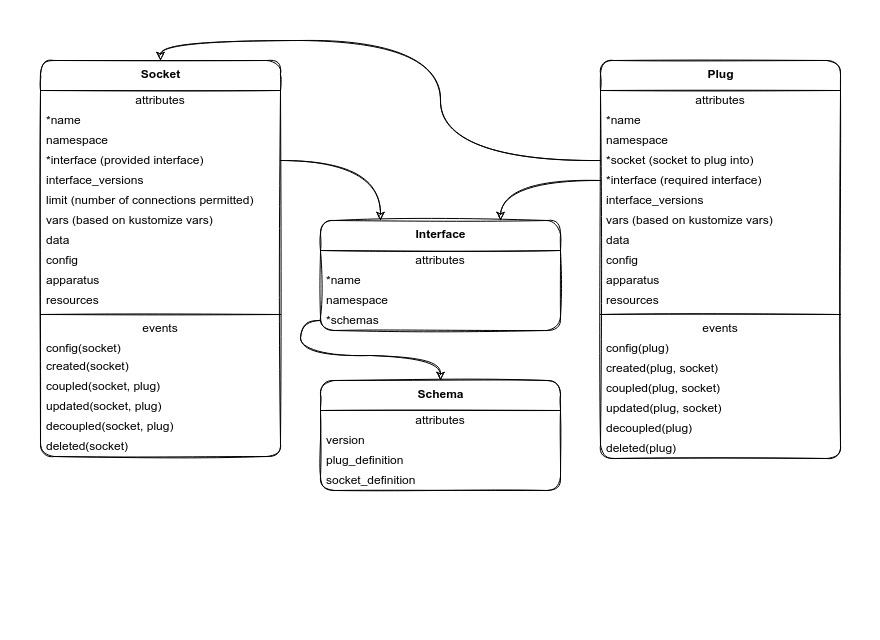 Socket
attributes
*name
namespace
*interface (provided interface)
interface_versions
limit (number of connections permitted)
vars (based on kustomize vars)
data
config
apparatus
resources
events
config(socket)
created(socket)
coupled(socket, plug)
updated(socket, plug)
decoupled(socket, plug)
deleted(socket)
Interface
attributes
*name
namespace
*schemas
Schema
attributes
version
plug_definition
socket_definition
Plug
attributes
*name
namespace
*socket (socket to plug into)
*interface (required interface)
interface_versions
vars (based on kustomize vars)
data
config
apparatus
resources
events
config(plug)
created(plug, socket)
coupled(plug, socket)
updated(plug, socket)
decoupled(plug)
deleted(plug)